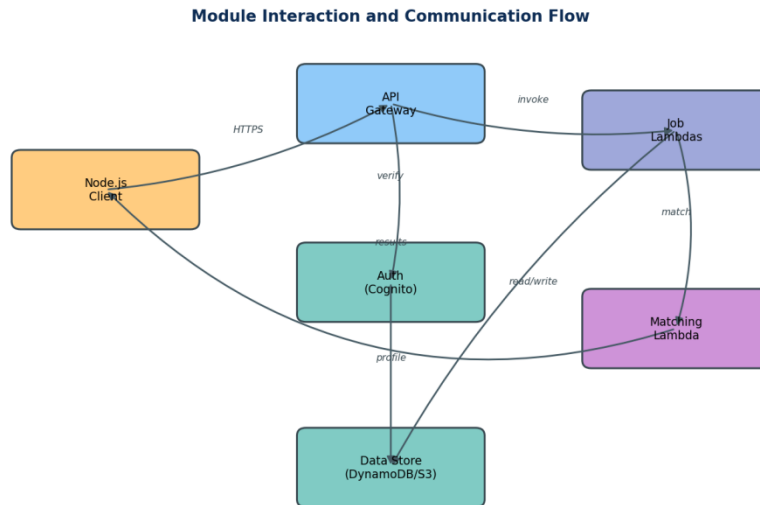 Module Interaction and Communication Flow
API
Gateway
invoke
Job
Lambdas
HTTPS
Node.js
Client
verify
match
results
Auth
(Cognito)
read/write
Matching
Lambda
profile
Data Store
(DynamoDB/S3)